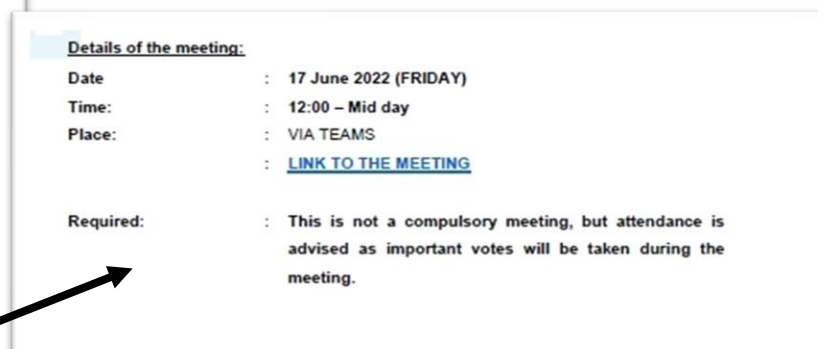 Details of the meeting:
Date : 17 June 2022 (FRIDAY)
Time: : 12:00 – Mid day
Place: : VIA TEAMS
: LINK TO THE MEETING
Required: : This is not a compulsory meeting, but attendance is
advised as important votes will be taken during the
meeting.